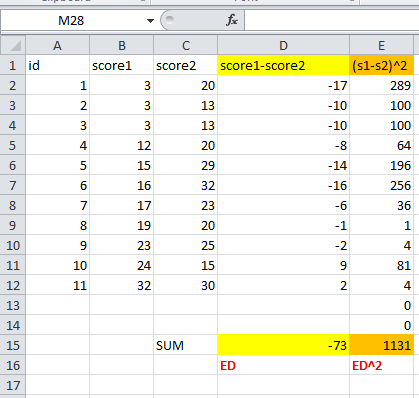 M28 fx
A B C D E
1 id score1 score2 score1-score2 (s1-s2)^2
2 1 3 20 -17 289
3 2 3 13 -10 100
4 3 3 13 -10 100
5 4 12 20 -8 64
6 5 15 29 -14 196
7 6 16 32 -16 256
8 7 17 23 -6 36
9 8 19 20 -1 1
10 9 23 25 -2 4
11 10 24 15 9 81
12 11 32 30 2 4
13 0
14 0
15 SUM -73 1131
16 ED ED^2
17